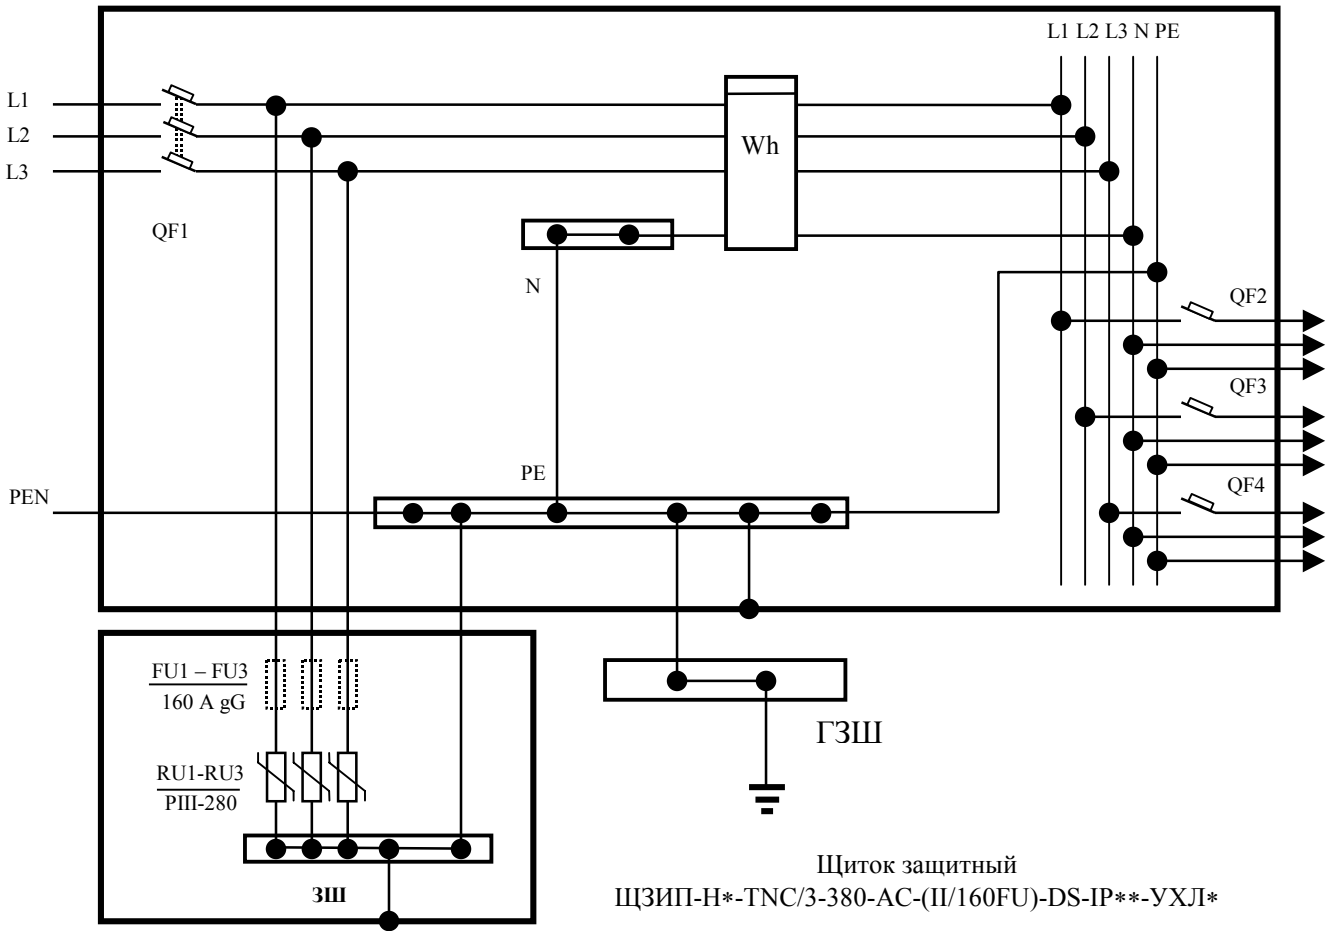 L1 L2 L3 N PE
L1
L2
L3
Wh
QF1
N
QF2
QF3
PE
QF4
PEN
FU1 – FU3
160 A gG
ГЗШ
RU1-RU3
PIII-280
ЗШ
Щиток защитный
ЩЗИП-Н*-TNC/3-380-AC-(II/160FU)-DS-IP**-УХЛ*